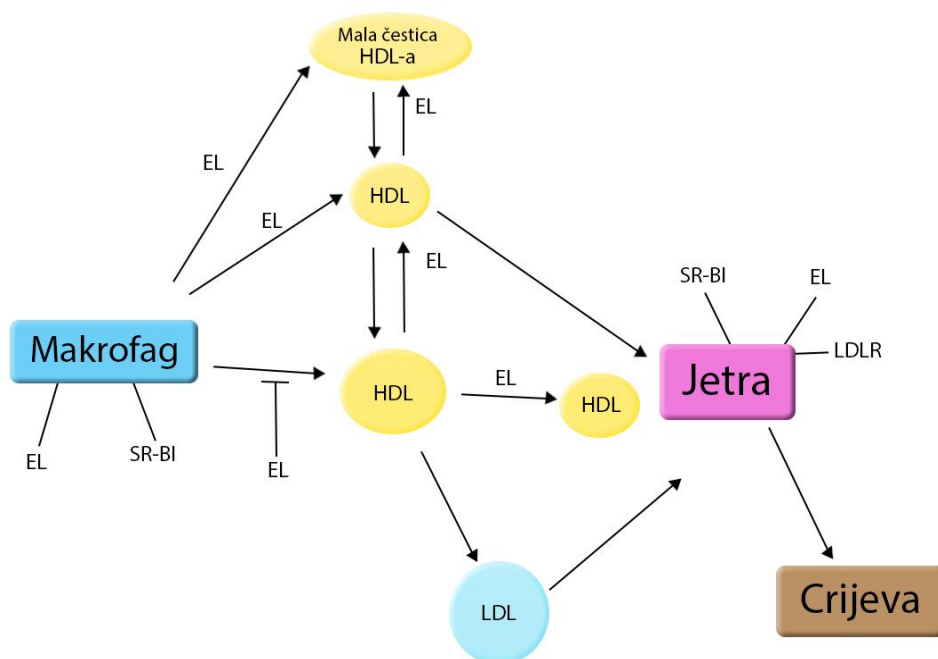 Mala čestica
HDL-a
EL
EL
HDL
EL
EL
SR-BI
EL
LDLR
Makrofag
Jetra
HDL
EL
HDL
EL
SR-BI
EL
LDL
Crijeva